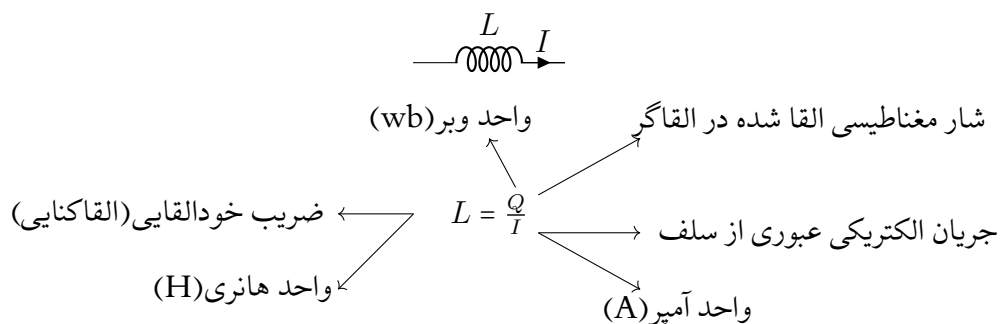 L I
واحد وبر(wb)
شار مغناطیسی القا شده در القاگر
ضریب خودالقایی(القاکنایی)
L = Q/I
جریان الکتریکی عبوری از سلف
واحد هانری(H)
واحد آمپر(A)